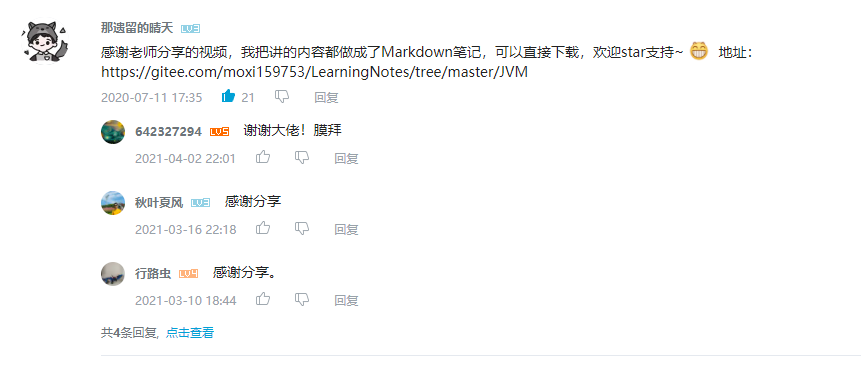 那遗留的晴天 LV3
感谢老师分享的视频，我把讲的内容都做成了Markdown笔记，可以直接下载，欢迎star支持~ 😁 地址：
https://gitee.com/moxi159753/LearningNotes/tree/master/JVM
2020-07-11 17:35 21 回复
642327294 LV5 谢谢大佬！膜拜
2021-04-02 22:01 回复
秋叶夏风 LV3 感谢分享
2021-03-16 22:18 回复
行路虫 LV4 感谢分享。
2021-03-10 18:44 回复
共4条回复, 点击查看